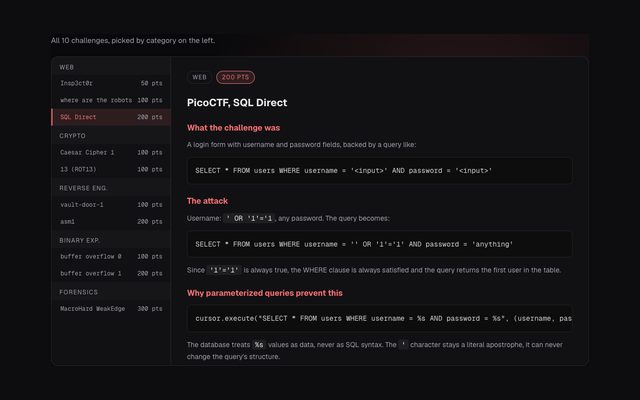 All 10 challenges, picked by category on the left.
WEB
Insp3ct0r 50 pts
where are the robots 100 pts
SQL Direct 200 pts
CRYPTO
Caesar Cipher 1 100 pts
13 (ROT13) 100 pts
REVERSE ENG.
vault-door-1 100 pts
asm1 200 pts
BINARY EXP.
buffer overflow 0 100 pts
buffer overflow 1 200 pts
FORENSICS
MacroHard WeakEdge 300 pts
WEB 200 PTS
PicoCTF, SQL Direct
What the challenge was
A login form with username and password fields, backed by a query like:
SELECT * FROM users WHERE username = '<input>' AND password = '<input>'
The attack
Username: ' OR '1'='1, any password. The query becomes:
SELECT * FROM users WHERE username = '' OR '1'='1' AND password = 'anything'
Since '1'='1' is always true, the WHERE clause is always satisfied and the query returns the first user in the table.
Why parameterized queries prevent this
cursor.execute("SELECT * FROM users WHERE username = %s AND password = %s", (username, pas
The database treats %s values as data, never as SQL syntax. The ' character stays a literal apostrophe, it can never
change the query's structure.